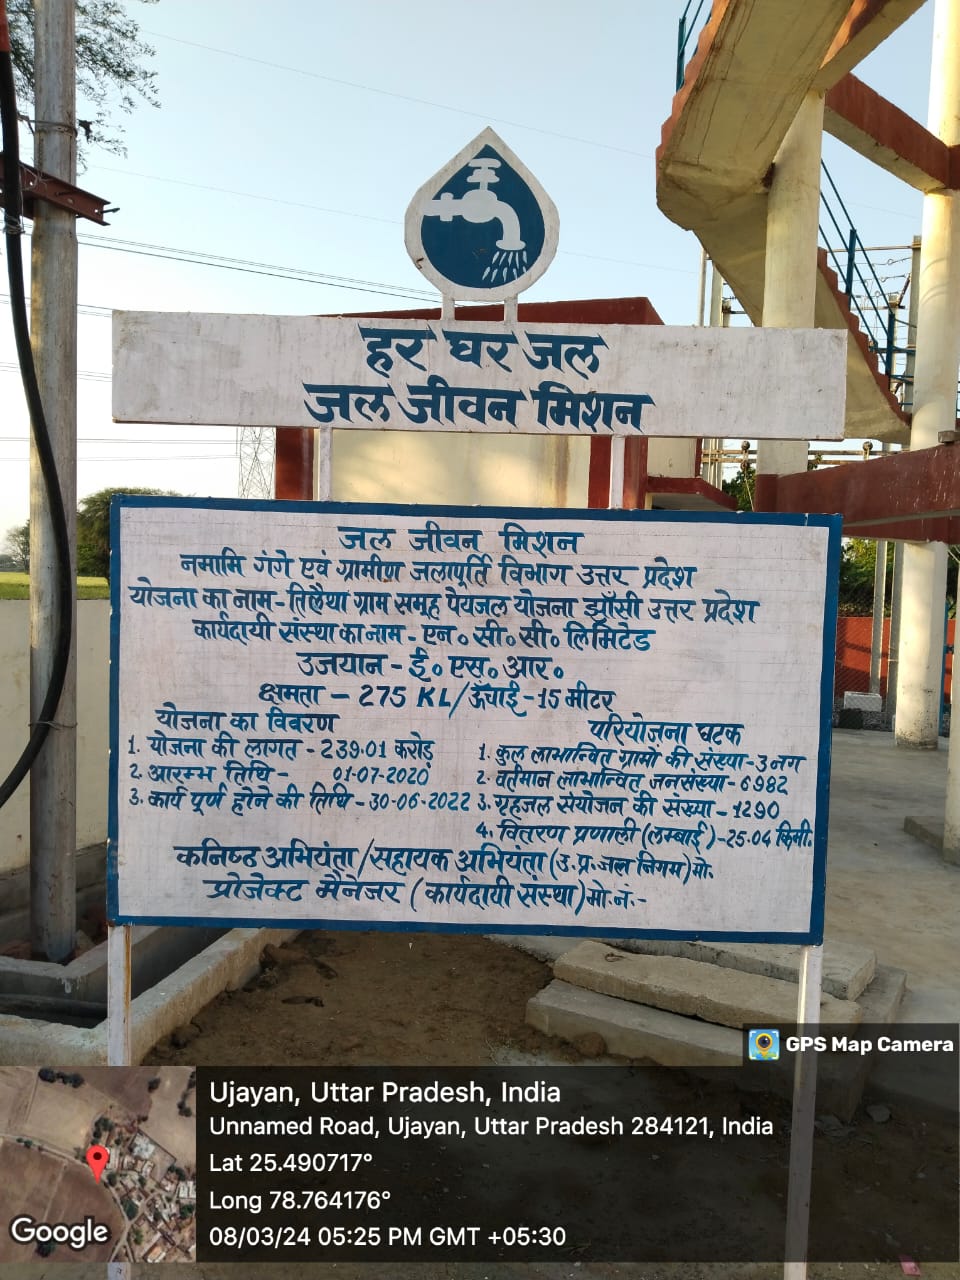 हर घर जल
जल जीवन मिशन
जल जीवन मिशन
नमामि गंगे एवं ग्रामीण जलापूर्ति विभाग उत्तर प्रदेश
योजना का नाम - तिलैथा ग्राम समूह पेयजल योजना झाँसी उत्तर प्रदेश
कार्यदायी संस्था का नाम - एन० सी० सी० लिमिटेड
उजयान - ई० एस० आर०
क्षमता - 275 KL/ऊँचाई - 15 मीटर
योजना का विवरण
1. योजना की लागत - 239.01 करोड़
2. आरम्भ तिथि - 01-07-2020
3. कार्य पूर्ण होने की तिथि - 30-06-2022
परियोजना घटक
1. कुल लाभान्वित ग्रामों की संख्या - 3 नग
2. वर्तमान लाभान्वित जनसंख्या - 6982
3. गृहजल संयोजन की संख्या - 1290
4. वितरण प्रणाली (लम्बाई) - 25.04 किमी.
कनिष्ठ अभियंता/सहायक अभियंता (उ.प्र.जल निगम) मो.
प्रोजेक्ट मैनेजर (कार्यदायी संस्था) मो.नं.-
GPS Map Camera
Ujayan, Uttar Pradesh, India
Unnamed Road, Ujayan, Uttar Pradesh 284121, India
Lat 25.490717°
Long 78.764176°
08/03/24 05:25 PM GMT +05:30
Google